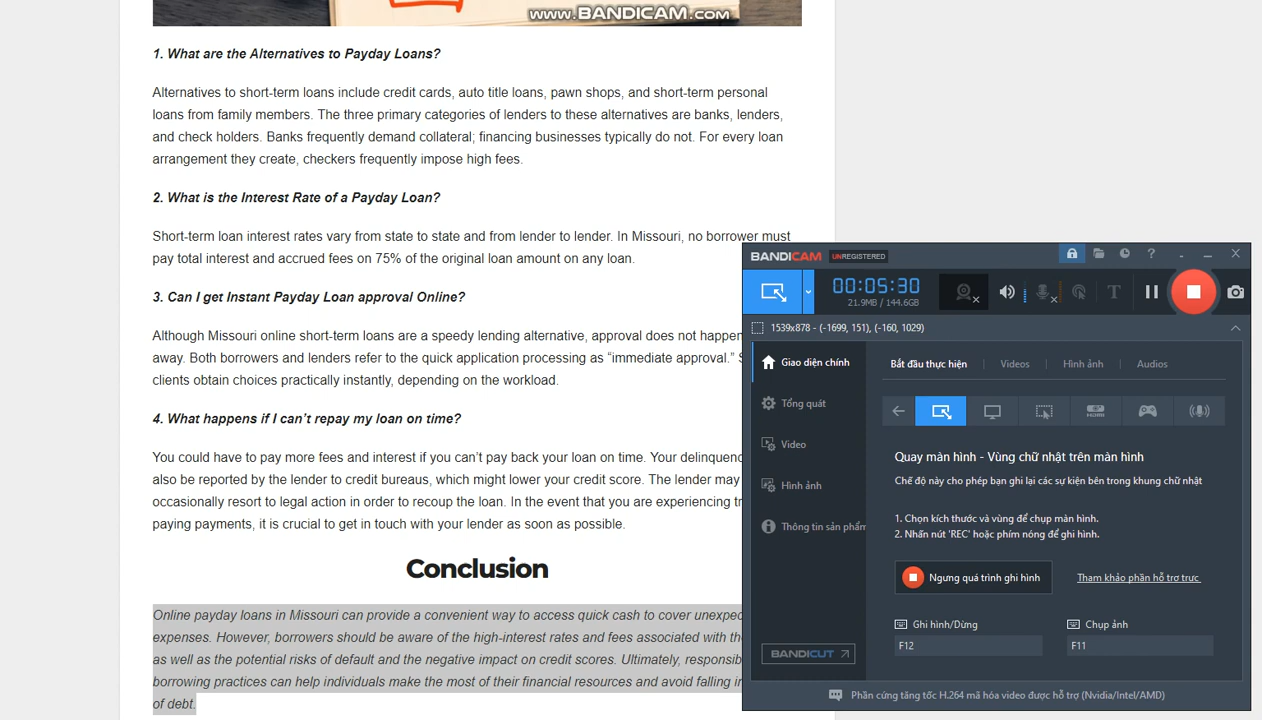 www.BANDICAM.com
1. What are the Alternatives to Payday Loans?
Alternatives to short-term loans include credit cards, auto title loans, pawn shops, and short-term personal
loans from family members. The three primary categories of lenders to these alternatives are banks, lenders,
and check holders. Banks frequently demand collateral; financing businesses typically do not. For every loan
arrangement they create, checkers frequently impose high fees.
2. What is the Interest Rate of a Payday Loan?
Short-term loan interest rates vary from state to state and from lender to lender. In Missouri, no borrower must
pay total interest and accrued fees on 75% of the original loan amount on any loan.
3. Can I get Instant Payday Loan approval Online?
Although Missouri online short-term loans are a speedy lending alternative, approval does not happen
away. Both borrowers and lenders refer to the quick application processing as “immediate approval.”
clients obtain choices practically instantly, depending on the workload.
4. What happens if I can’t repay my loan on time?
You could have to pay more fees and interest if you can’t pay back your loan on time. Your
also be reported by the lender to credit bureaus, which might lower your credit score. The lender may
occasionally resort to legal action in order to recoup the loan. In the event that you are experiencing
paying payments, it is crucial to get in touch with your lender as soon as possible.
Conclusion
Online payday loans in Missouri can provide a convenient way to access quick cash to cover
expenses. However, borrowers should be aware of the high-interest rates and fees associated with
as well as the potential risks of default and the negative impact on credit scores. Ultimately,
borrowing practices can help individuals make the most of their financial resources and avoid falling
of debt.
BANDICAM UNREGISTERED
00:05:30
21.9MB / 144.6GB
1539x878 - (-1699, 151), (-160, 1029)
Giao diện chính
Tổng quát
Video
Hình ảnh
Thông tin sản phẩm
BANDICUT
Bắt đầu thực hiện Videos Hình ảnh Audios
HDMI
Quay màn hình - Vùng chữ nhật trên màn hình
Chế độ này cho phép bạn ghi lại các sự kiện bên trong khung chữ nhật
1. Chọn kích thước và vùng để chụp màn hình.
2. Nhấn nút 'REC' hoặc phím nóng để ghi hình.
Ngưng quá trình ghi hình Tham khảo phần hỗ trợ trưc
Ghi hình/Dừng Chụp ảnh
F12 F11
Phần cứng tăng tốc H.264 mã hóa video được hỗ trợ (Nvidia/Intel/AMD)